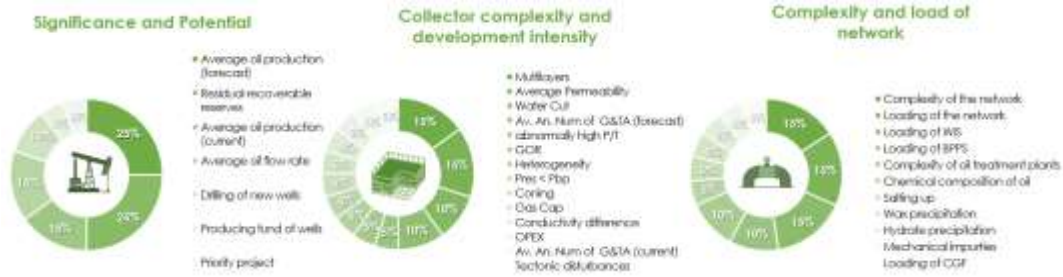 Significance and Potential
Average oil production
(forecast)
Residual recoverable
reserves
Average oil production
(current)
Average oil flow rate
Drilling of new wells
Producing fund of wells
Priority project
25%
24%
Collector complexity and
development intensity
Multilayers
Average Permeability
Water Cut
Av. An. Num of G&TA (forecast)
abnormally high P/T
GOR
Heterogeneity
Pres < Pbp
Coning
Gas Cap
Conductivity difference
OPEX
Av. An. Num of G&TA (current)
Tectonic disturbances
15%
15%
10%
10%
Complexity and load of
network
Complexity of the network
Loading of the network
Loading of WIS
Loading of BPPS
Complexity of oil treatment plants
Chemical composition of oil
Salting up
Wax precipitation
Hydrate precipitation
Mechanical impurties
Loading of CGF
15%
15%
15%
10%
10%